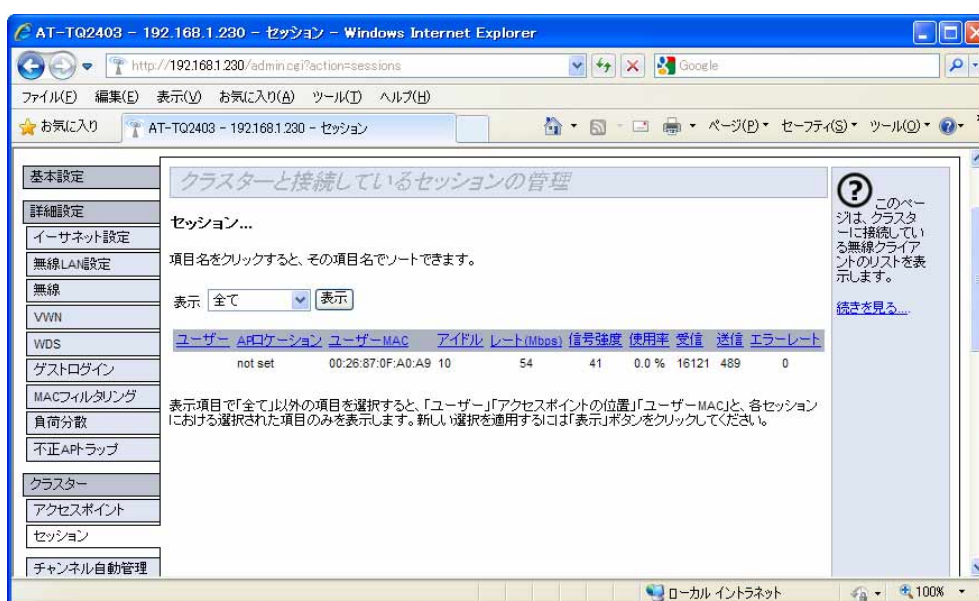 AT-TQ2403 - 192.168.1.230 - セッション - Windows Internet Explorer
http://192.168.1.230/admin.cgi?action=sessions
Google
ファイル(F) 編集(E) 表示(V) お気に入り(A) ツール(T) ヘルプ(H)
お気に入り
AT-TQ2403 - 192.168.1.230 - セッション
ページ(P) セーフティ(S) ツール(O)
基本設定
詳細設定
イーサネット設定
無線LAN設定
無線
VWN
WDS
ゲストログイン
MACフィルタリング
負荷分散
不正APトラップ
クラスター
アクセスポイント
セッション
チャンネル自動管理
クラスターと接続しているセッションの管理
セッション...
項目名をクリックすると、その項目名でソートできます。
表示 全て 表示
ユーザー APロケーション ユーザーMAC アイドル レート(Mbps) 信号強度 使用率 受信 送信 エラーレート
not set 00:26:87:0F:A0:A9 10 54 41 0.0 % 16121 489 0
表示項目で「全て」以外の項目を選択すると、「ユーザー」「アクセスポイントの位置」「ユーザーMAC」と、各セッション
における選択された項目のみを表示します。新しい選択を適用するには「表示」ボタンをクリックしてください。
?
このペー
ジは、クラスタ
ーに接続してい
る無線クライア
ントのリストを表
示します。
続きを見る...
ローカル イントラネット
100%